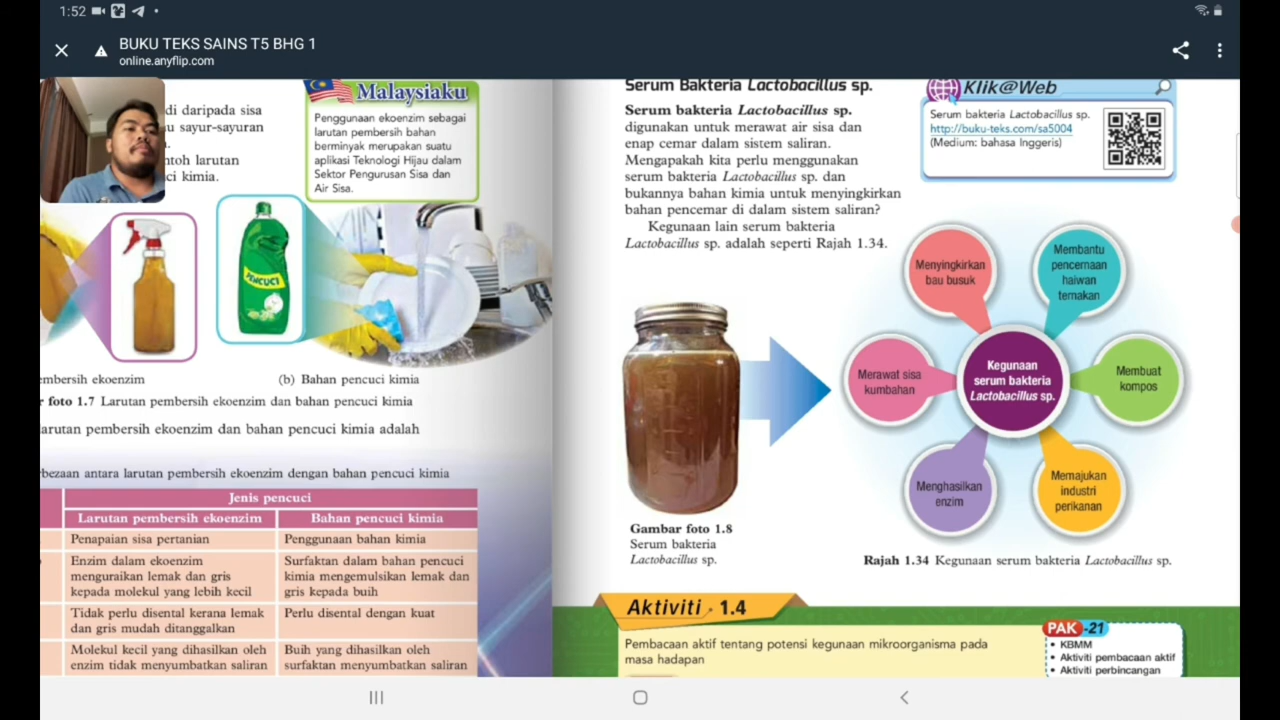 1:52
BUKU TEKS SAINS T5 BHG 1
online.anyflip.com
di daripada sisa
u sayur-sayuran
ntoh larutan
ci kimia.
Malaysiaku
Penggunaan ekoenzim sebagai
larutan pembersih bahan
berminyak merupakan suatu
aplikasi Teknologi Hijau dalam
Sektor Pengurusan Sisa dan
Air Sisa.
PENCUCI
embersih ekoenzim
(b) Bahan pencuci kimia
r foto 1.7 Larutan pembersih ekoenzim dan bahan pencuci kimia
arutan pembersih ekoenzim dan bahan pencuci kimia adalah
bezaan antara larutan pembersih ekoenzim dengan bahan pencuci kimia
Jenis pencuci
Larutan pembersih ekoenzim
Bahan pencuci kimia
Penapaian sisa pertanian
Penggunaan bahan kimia
Enzim dalam ekoenzim
menguraikan lemak dan gris
kepada molekul yang lebih kecil
Surfaktan dalam bahan pencuci
kimia mengemulsikan lemak dan
gris kepada buih
Tidak perlu disental kerana lemak
dan gris mudah ditanggalkan
Perlu disental dengan kuat
Molekul kecil yang dihasilkan oleh
enzim tidak menyumbatkan saliran
Buih yang dihasilkan oleh
surfaktan menyumbatkan saliran
Serum Bakteria Lactobacillus sp.
Serum bakteria Lactobacillus sp.
digunakan untuk merawat air sisa dan
enap cemar dalam sistem saliran.
Mengapakah kita perlu menggunakan
serum bakteria Lactobacillus sp. dan
bukannya bahan kimia untuk menyingkirkan
bahan pencemar di dalam sistem saliran?
Kegunaan lain serum bakteria
Lactobacillus sp. adalah seperti Rajah 1.34.
Klik@Web
Serum bakteria Lactobacillus sp.
http://buku-teks.com/sa5004
(Medium: bahasa Inggeris)
Menyingkirkan
bau busuk
Membantu
pencernaan
haiwan
ternakan
Merawat sisa
kumbahan
Kegunaan
serum bakteria
Lactobacillus sp.
Membuat
kompos
Menghasilkan
enzim
Memajukan
industri
perikanan
Gambar foto 1.8
Serum bakteria
Lactobacillus sp.
Rajah 1.34 Kegunaan serum bakteria Lactobacillus sp.
Aktiviti 1.4
Pembacaan aktif tentang potensi kegunaan mikroorganisma pada
masa hadapan
PAK-21
• KBMM
• Aktiviti pembacaan aktif
• Aktiviti perbincangan